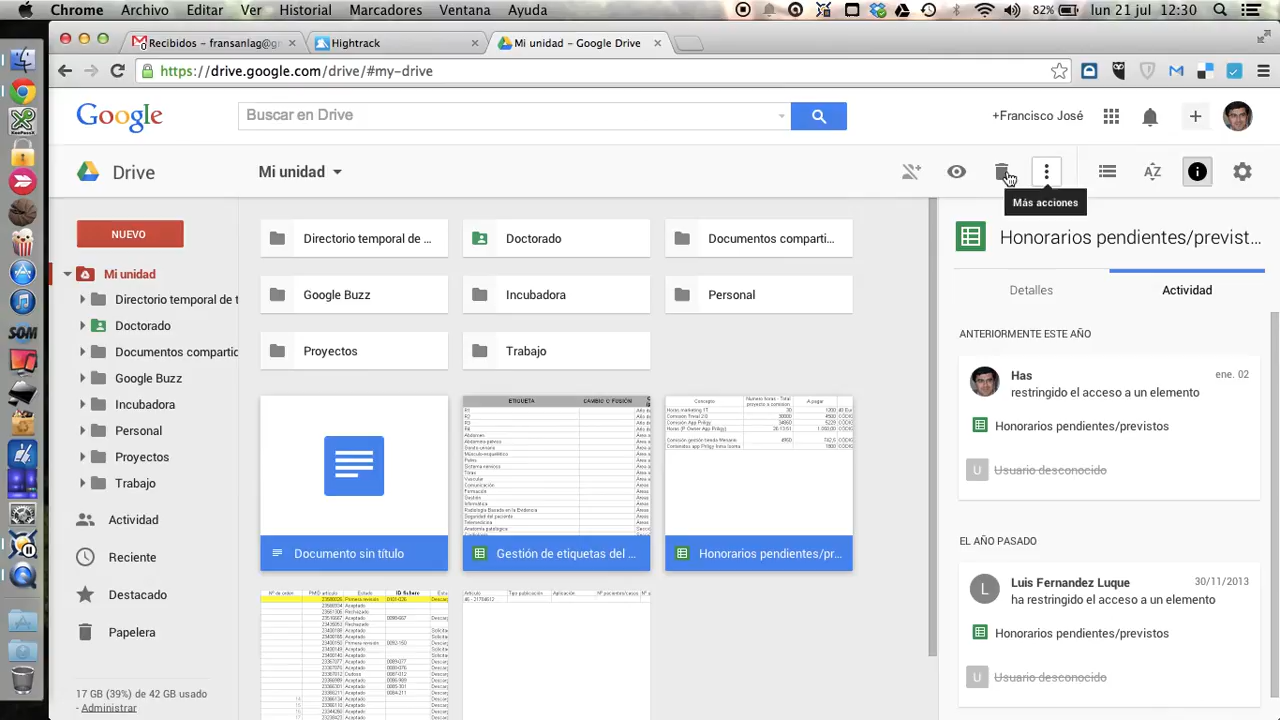 Chrome Archivo Editar Ver Historial Marcadores Ventana Ayuda 82% lun 21 jul 12:30
Recibidos – fransanlag@gm Hightrack Mi unidad – Google Drive
https://drive.google.com/drive/#my-drive
Google Buscar en Drive +Francisco José
Drive Mi unidad AZ
Más acciones
NUEVO
Mi unidad
Directorio temporal de t
Doctorado
Documentos compartic
Google Buzz
Incubadora
Personal
Proyectos
Trabajo
Actividad
Reciente
Destacado
Papelera
17 GB (39%) de 42 GB usado
- Administrar
Directorio temporal de ... Doctorado Documentos comparti...
Google Buzz Incubadora Personal
Proyectos Trabajo
ETIQUETA CAMBIO O FUSIÓN
Documento sin título Gestión de etiquetas del ... Honorarios pendientes/pr...
Honorarios pendientes/previst...
Detalles Actividad
ANTERIORMENTE ESTE AÑO
Has ene. 02
restringido el acceso a un elemento
Honorarios pendientes/previstos
U Usuario desconocido
EL AÑO PASADO
Luis Fernandez Luque 30/11/2013
L ha restringido el acceso a un elemento
Honorarios pendientes/previstos
U Usuario desconocido
SOM